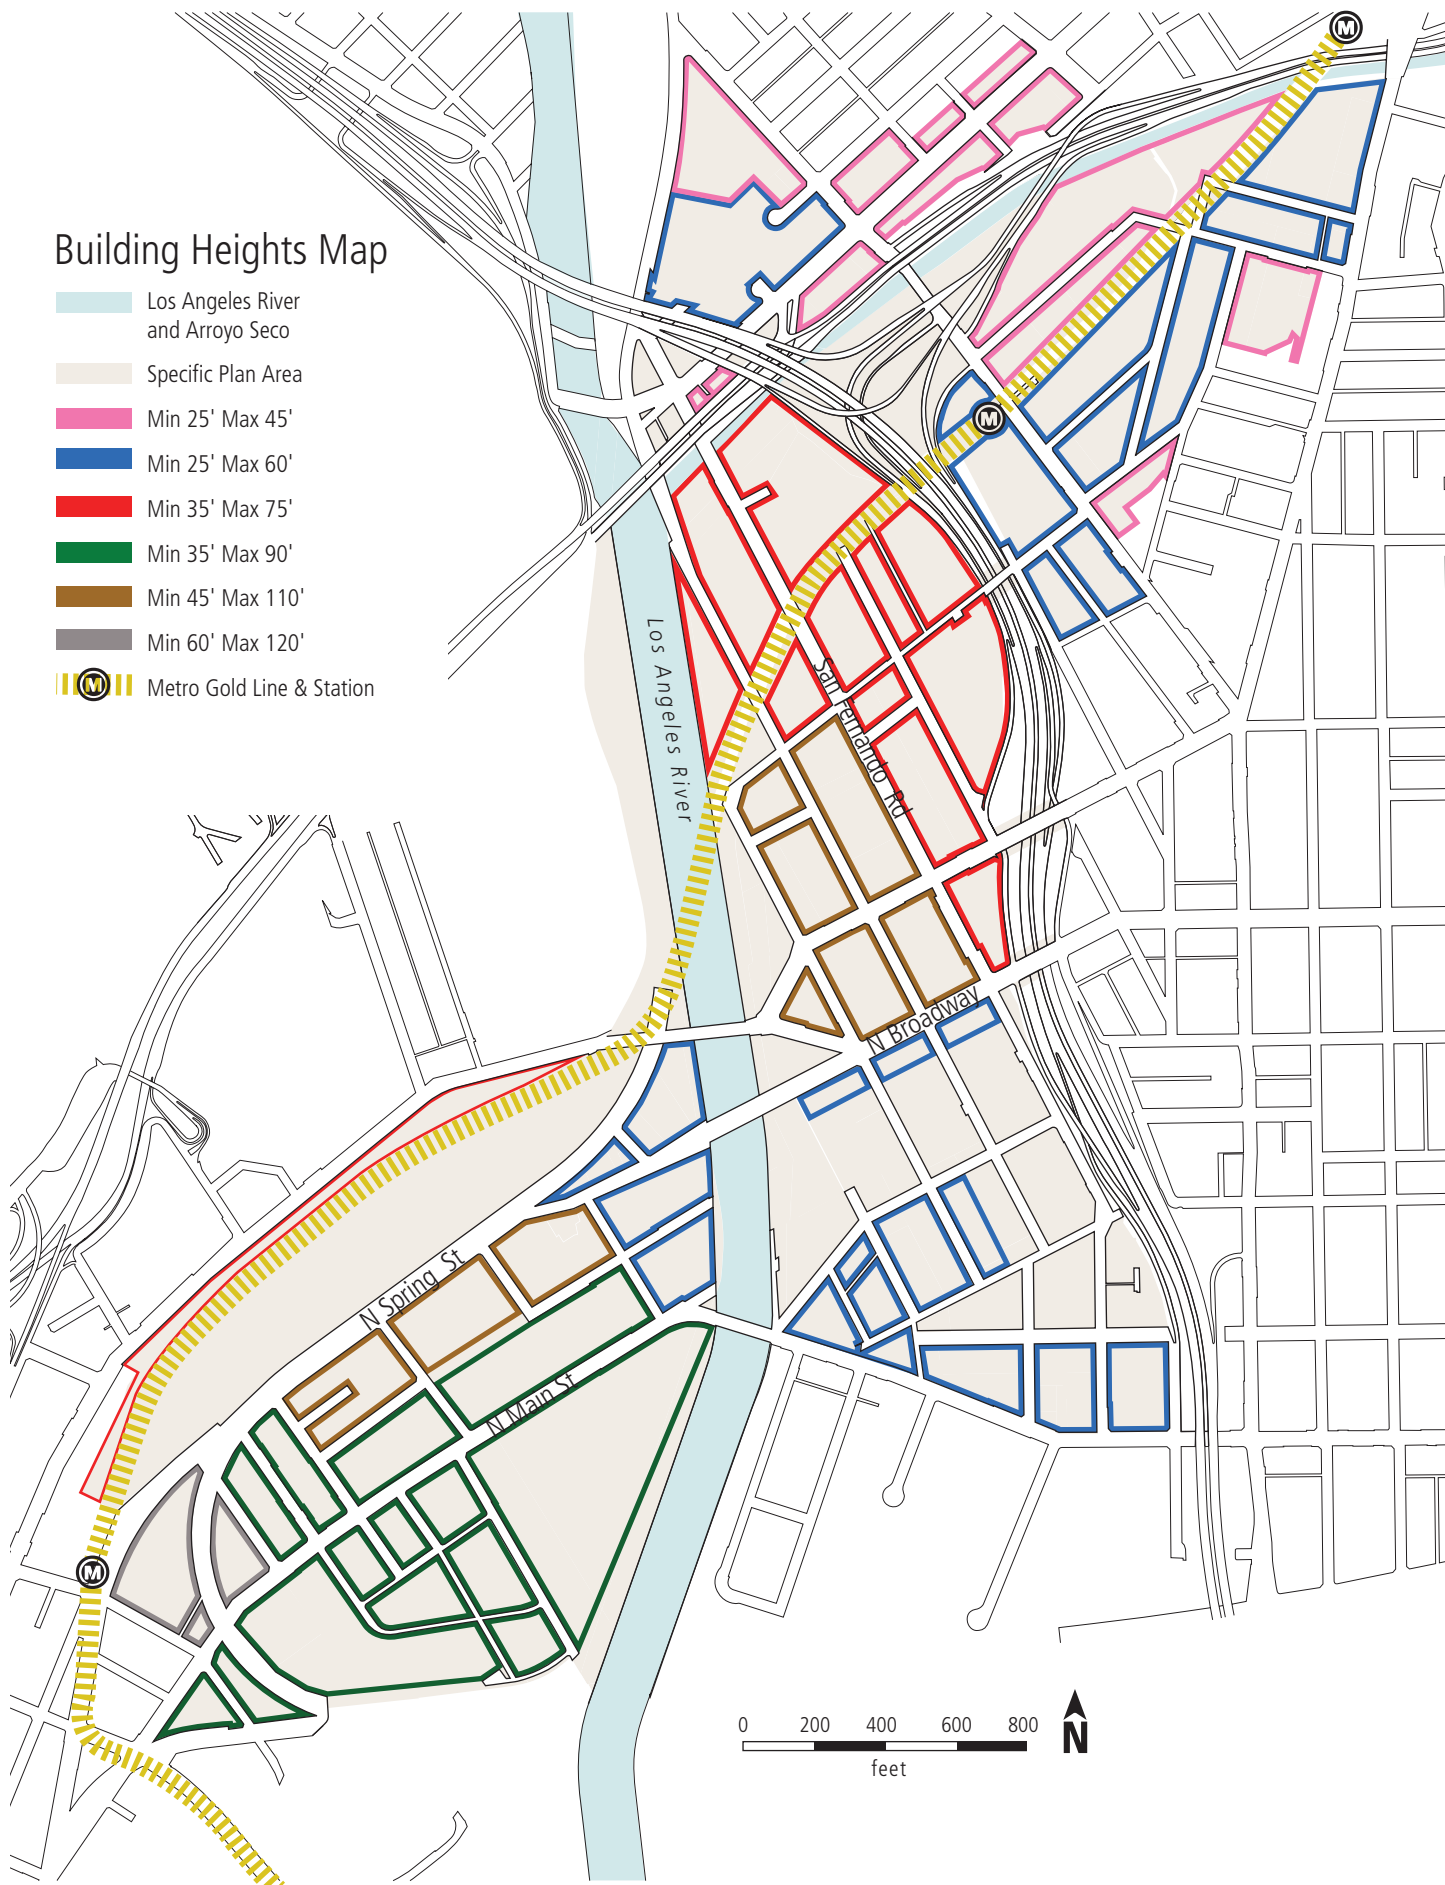 M
Building Heights Map
Los Angeles River
and Arroyo Seco
Specific Plan Area
Min 25' Max 45'
Min 25' Max 60'
Min 35' Max 75'
Min 35' Max 90'
Min 45' Max 110'
Min 60' Max 120'
M Metro Gold Line & Station
M
Los Angeles River
San Fernando Rd
N Broadway
N Spring St
N Main St
M
0 200 400 600 800
feet
N